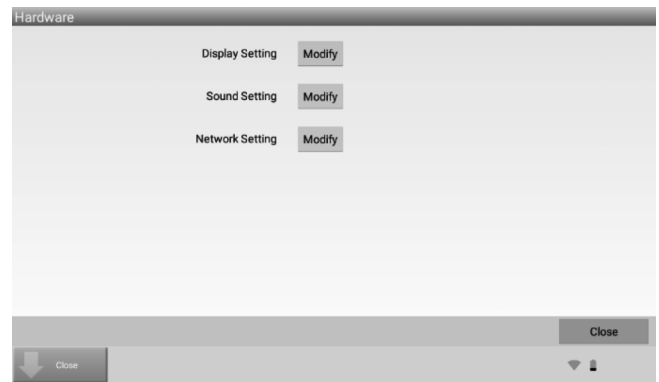 Hardware
Display Setting Modify
Sound Setting Modify
Network Setting Modify
Close
Close